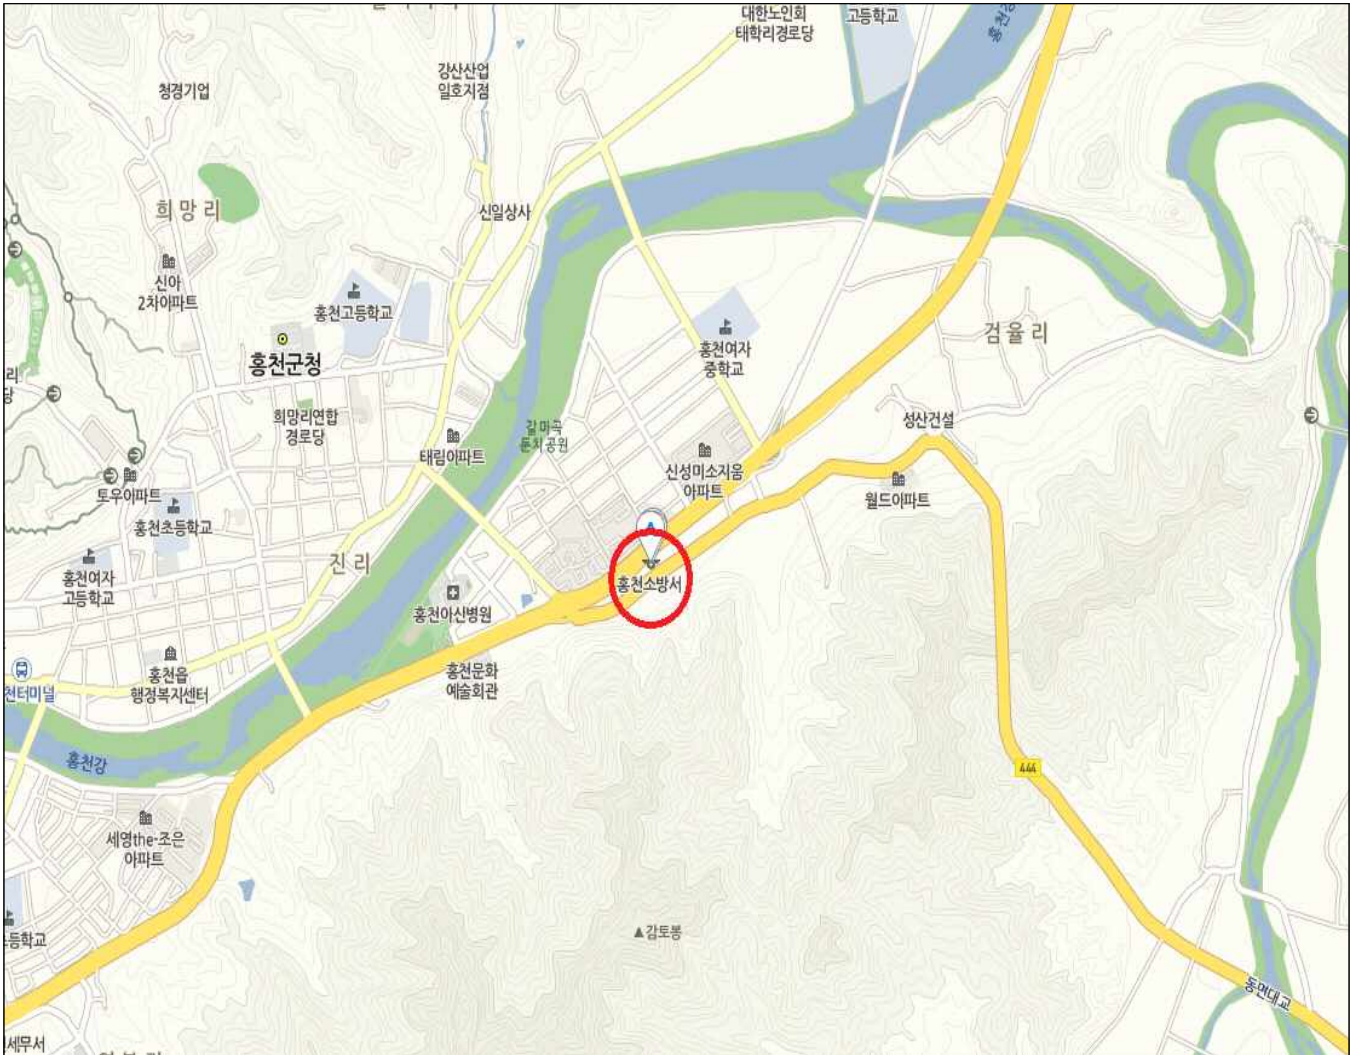 대한노인회
태학리경로당
고등학교
홍천강
강산산업
일호지점
청경기업
희망리
신일상사
신아
2차아파트
홍천고등학교
홍천군청
홍천여자
중학교
검율리
리
당
희망리연합
경로당
갈마곡
둔치공원
성산건설
태림아파트
신성미소지움
아파트
월드아파트
토우아파트
홍천초등학교
A
진리
홍천여자
고등학교
홍천소방서
홍천아산병원
홍천읍
행정복지센터
홍천문화
예술회관
천터미널
홍천강
444
세영the-조은
아파트
초등학교
▲감토봉
동면대교
세무서